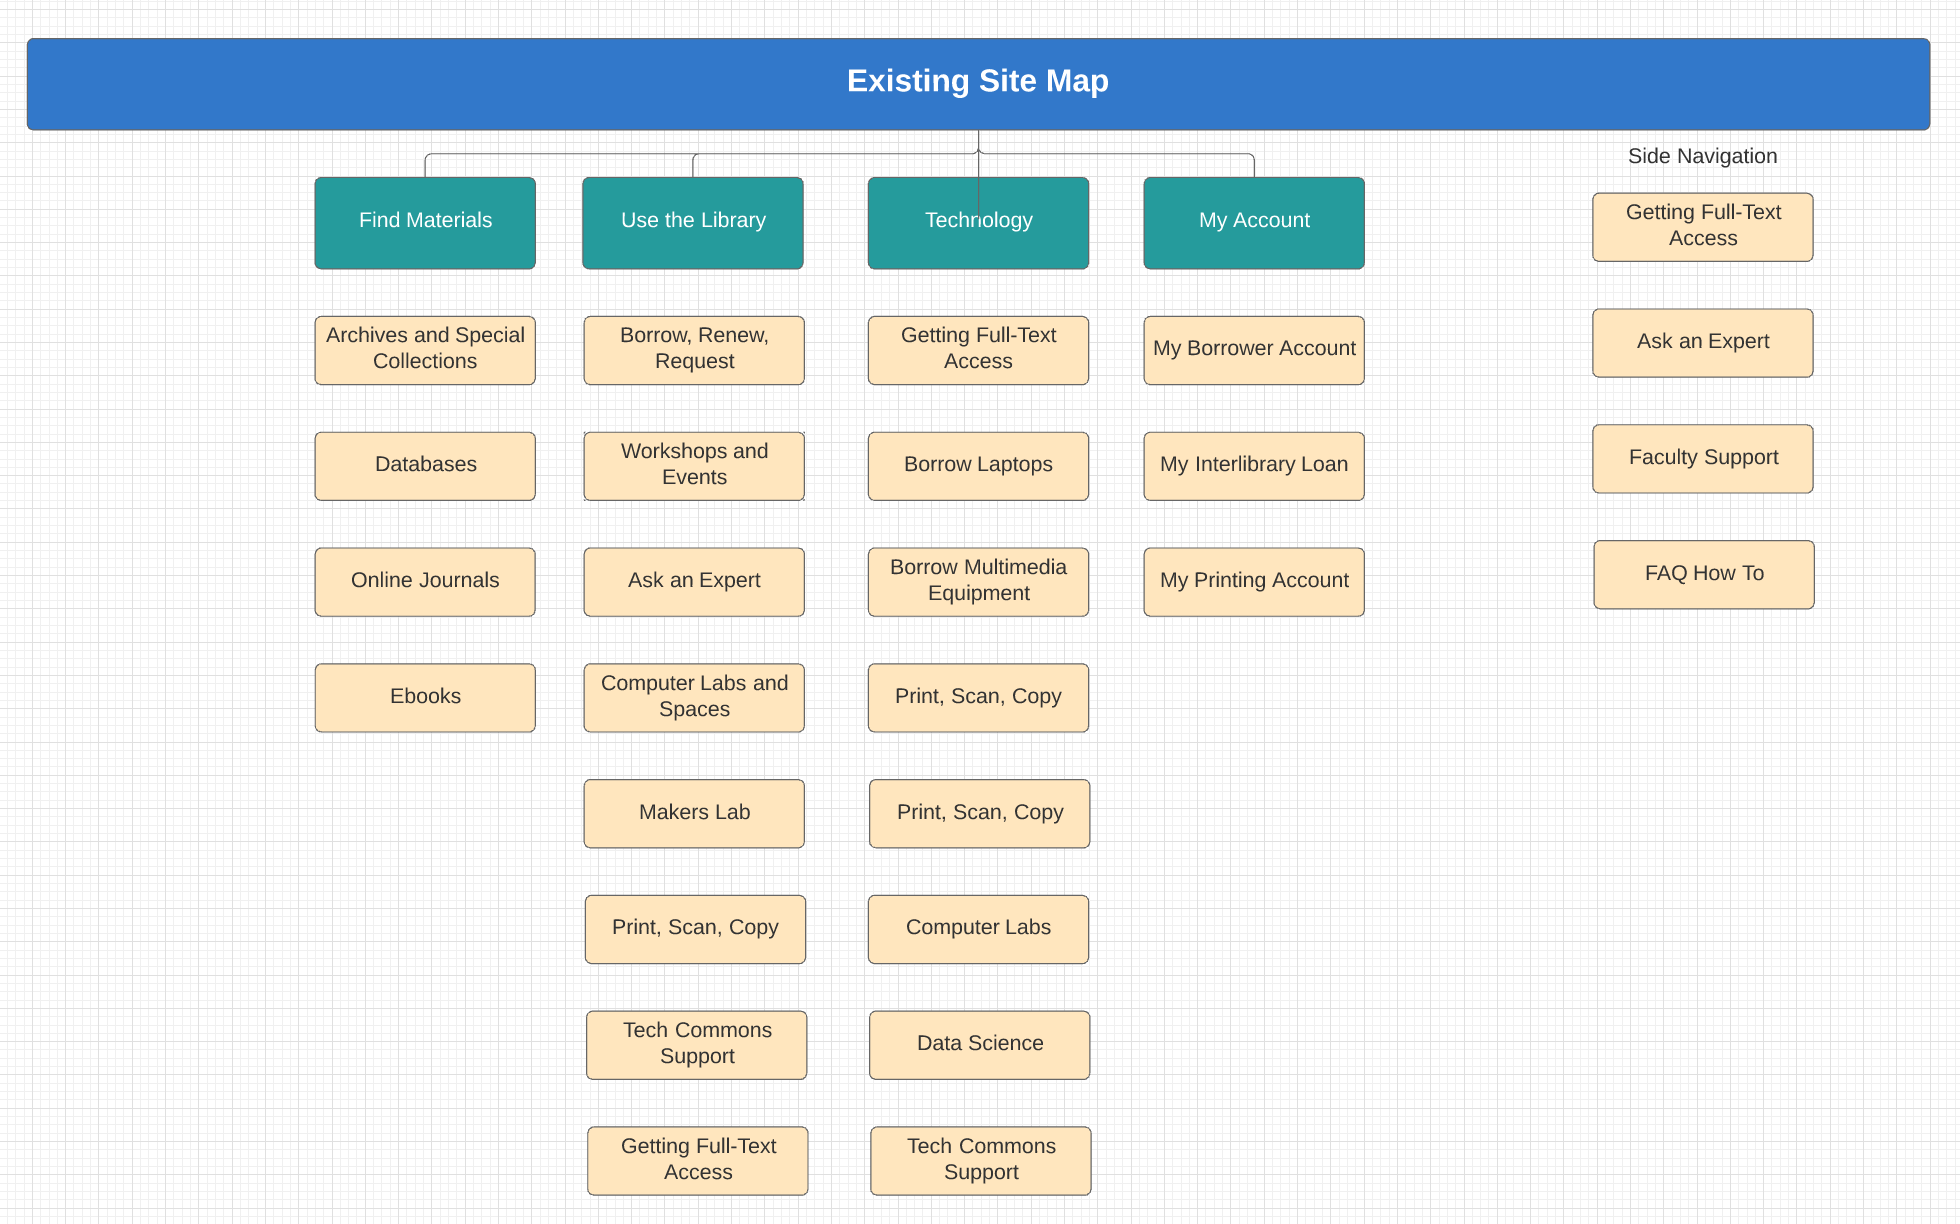 Existing Site Map
Find Materials
Archives and Special
Collections
Databases
Online Journals
Ebooks
Use the Library
Borrow, Renew,
Request
Workshops and
Events
Ask an Expert
Computer Labs and
Spaces
Makers Lab
Print, Scan, Copy
Tech Commons
Support
Getting Full-Text
Access
Technology
Getting Full-Text
Access
Borrow Laptops
Borrow Multimedia
Equipment
Print, Scan, Copy
Print, Scan, Copy
Computer Labs
Data Science
Tech Commons
Support
My Account
My Borrower Account
My Interlibrary Loan
My Printing Account
Side Navigation
Getting Full-Text
Access
Ask an Expert
Faculty Support
FAQ How To